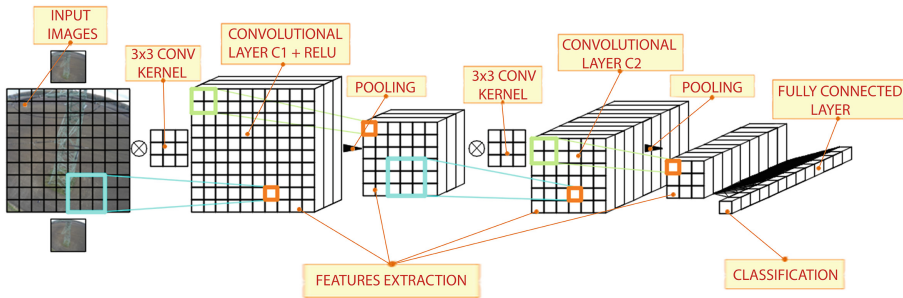 INPUT
IMAGES
3x3 CONV
KERNEL
CONVOLUTIONAL
LAYER C1 + RELU
POOLING
3x3 CONV
KERNEL
CONVOLUTIONAL
LAYER C2
POOLING
FULLY CONNECTED
LAYER
FEATURES EXTRACTION
CLASSIFICATION